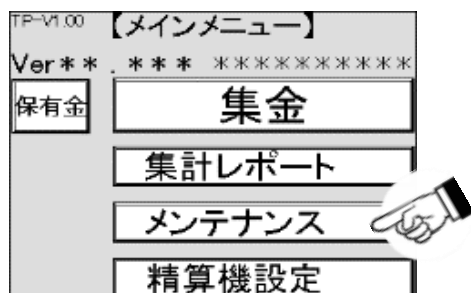 TP-V1.00 【メインメニュー】
Ver**.*** **********
保有金 集金
集計レポート
メンテナンス
精算機設定